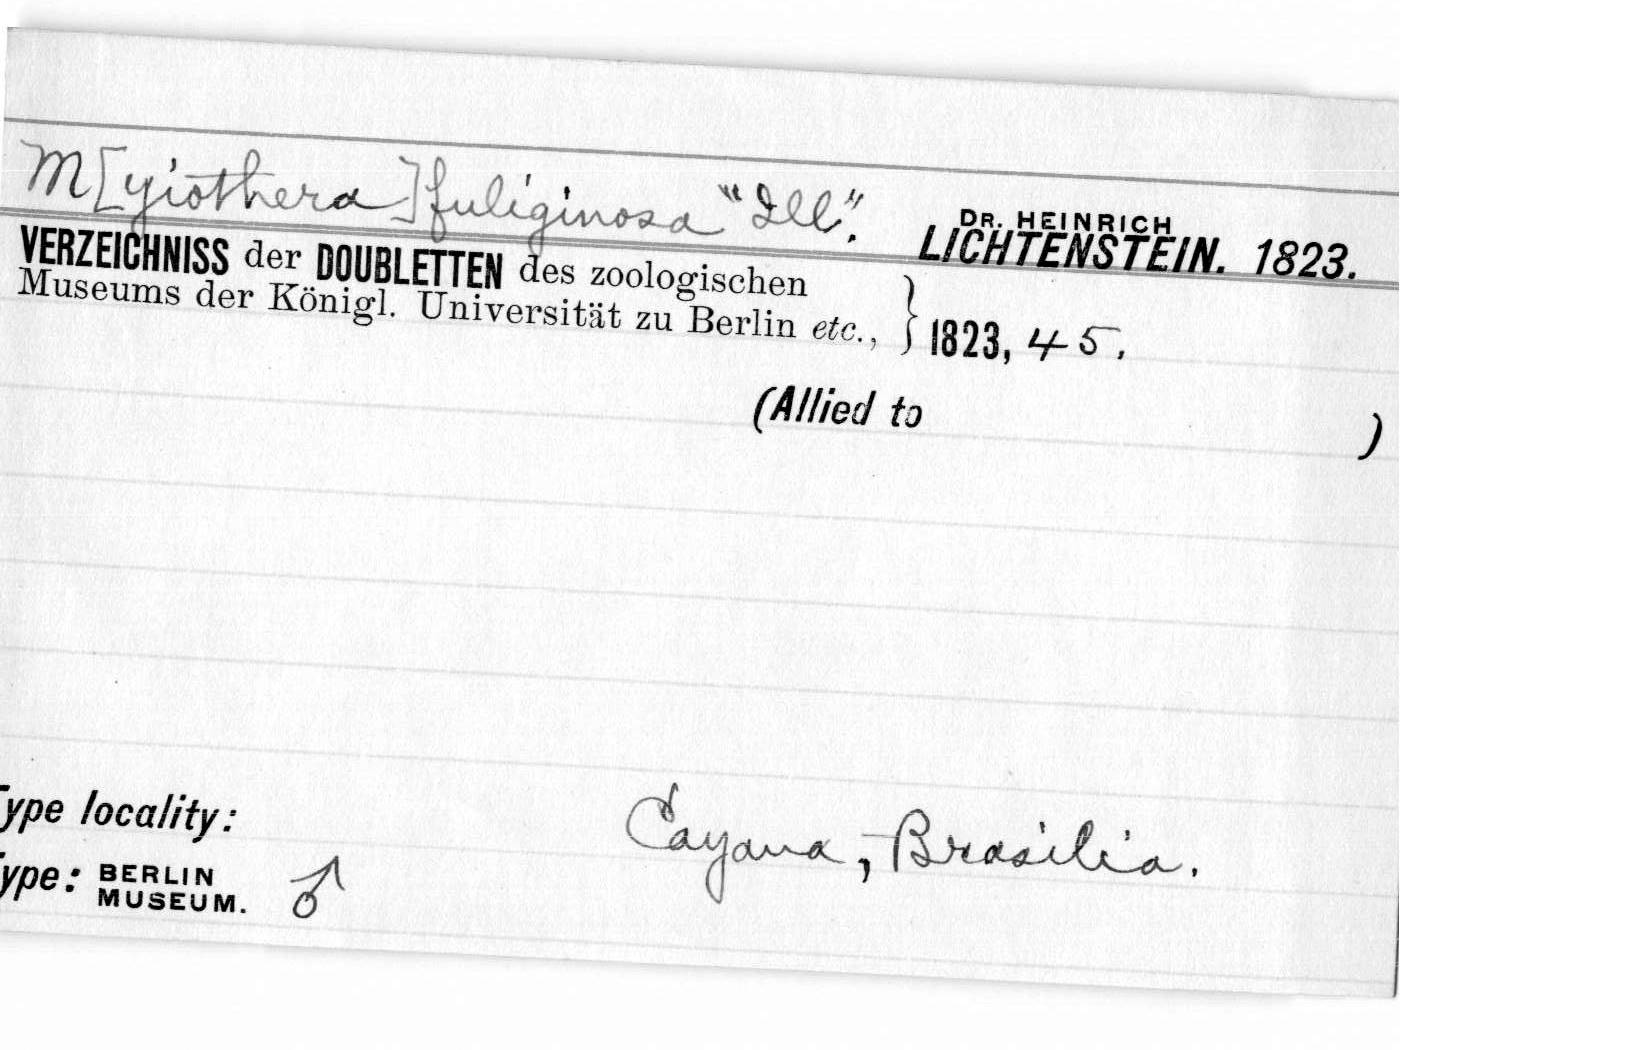 M[yiothera] fuliginosa "Ill".
DR. HEINRICH
LICHTENSTEIN. 1823.
VERZEICHNISS der DOUBLETTEN des zoologischen
Museums der Königl. Universität zu Berlin etc., } 1823, 45.
(Allied to )
ype locality: Cayana, Brasilia.
ype: BERLIN
MUSEUM. ♂